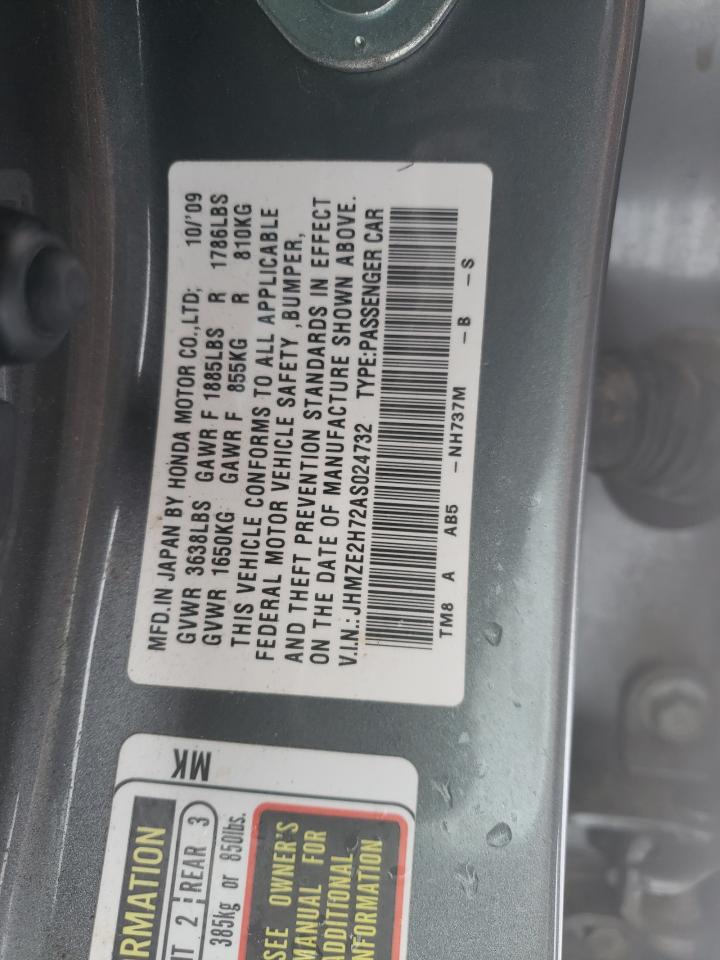 MFD.IN JAPAN BY HONDA MOTOR CO.,LTD; 10/'09
GVWR 3638LBS GAWR F 1885LBS R 1786LBS
GVWR 1650KG GAWR F 855KG R 810KG
THIS VEHICLE CONFORMS TO ALL APPLICABLE
FEDERAL MOTOR VEHICLE SAFETY ,BUMPER,
AND THEFT PREVENTION STANDARDS IN EFFECT
ON THE DATE OF MANUFACTURE SHOWN ABOVE.
V.I.N.: JHMZE2H72AS024732 TYPE:PASSENGER CAR
TM8 A AB5 -NH737M -B -S
MK
REAR 3
2
385kg or 850lbs.
SEE OWNER'S
MANUAL FOR
ADDITIONAL